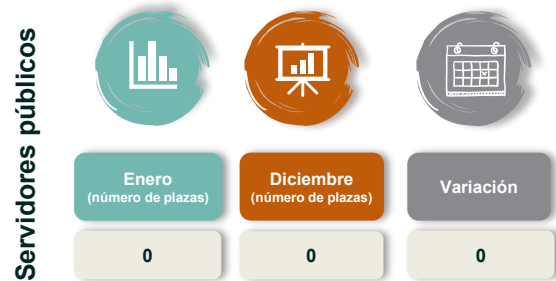 Servidores públicos
Enero
(número de plazas)
Diciembre
(número de plazas)
Variación
0
0
0